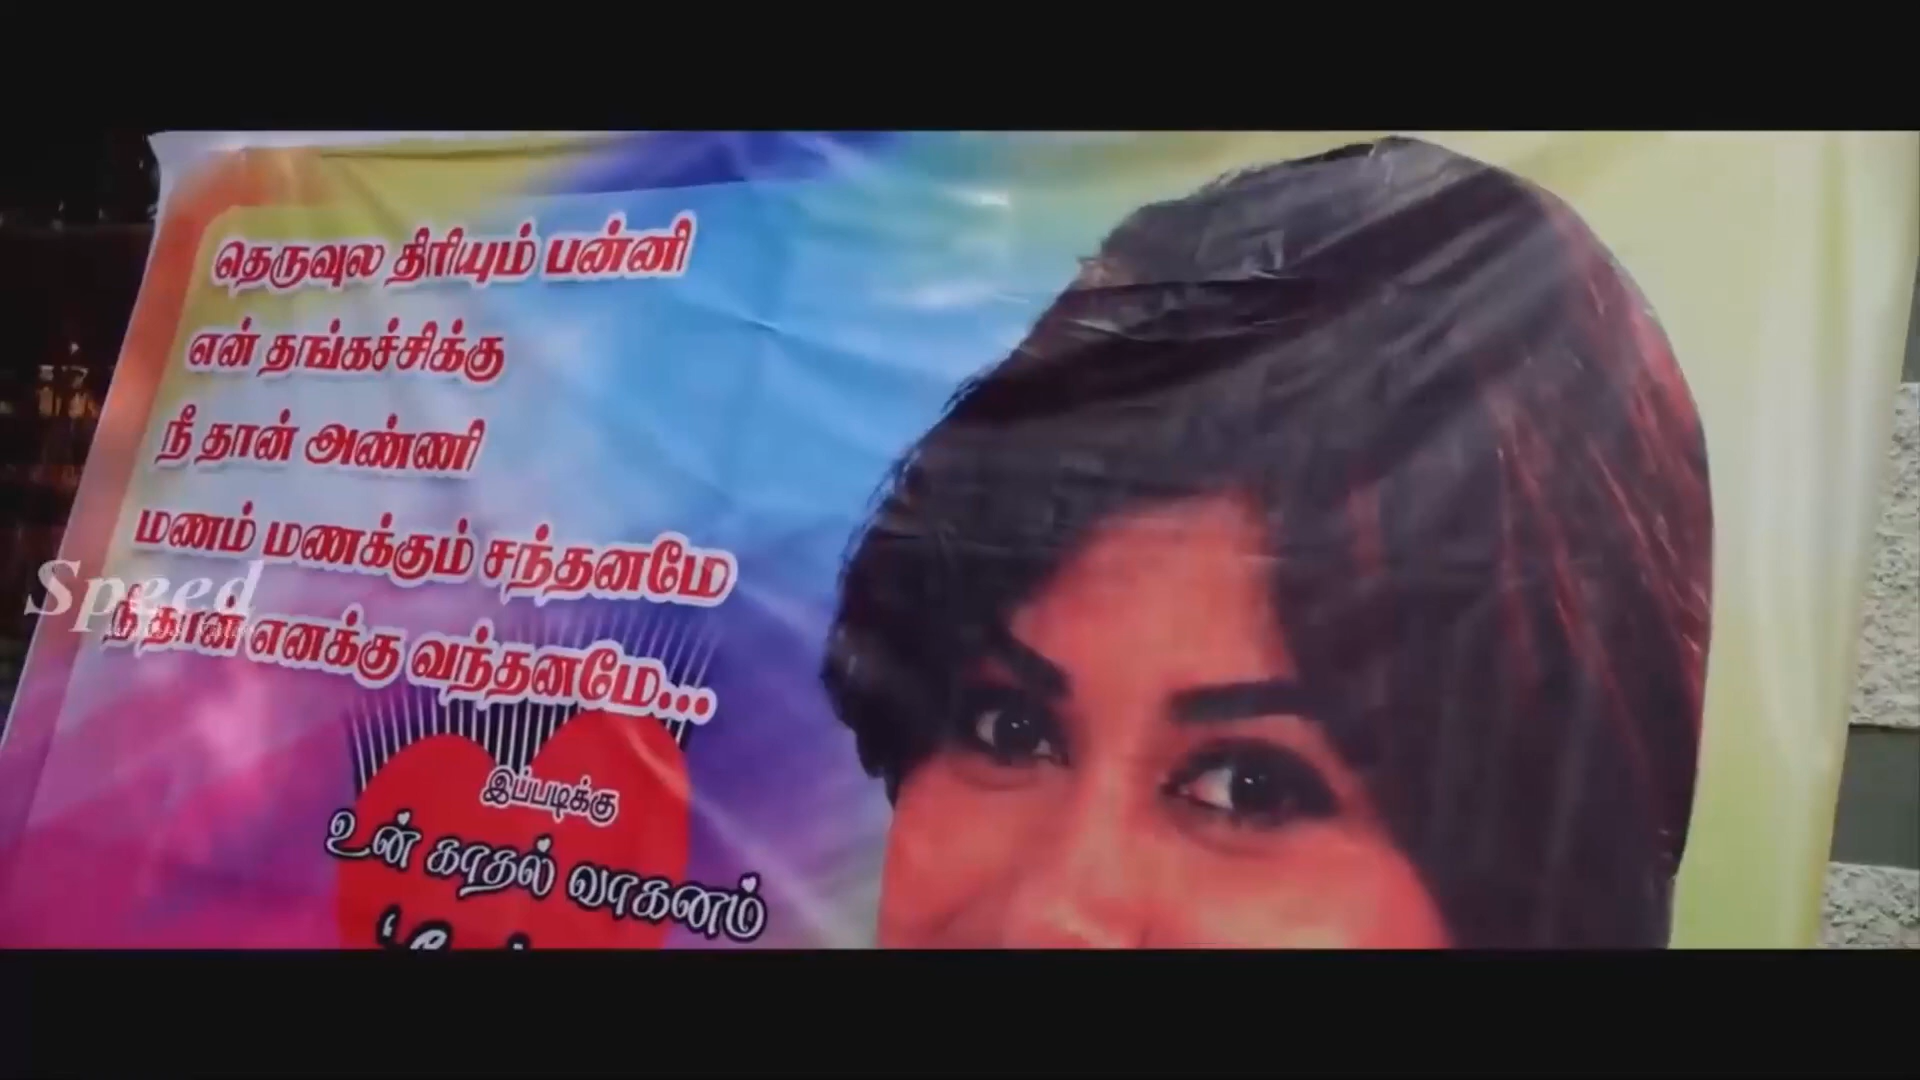 தெருவுல திரியும் பன்னி
என் தங்கச்சிக்கு
நீ தான் அண்ணி
மணம் மணக்கும் சந்தனமே
நீதான் எனக்கு வந்தனமே...
இப்படிக்கு
உன் காதல் வாகனம்
Speed